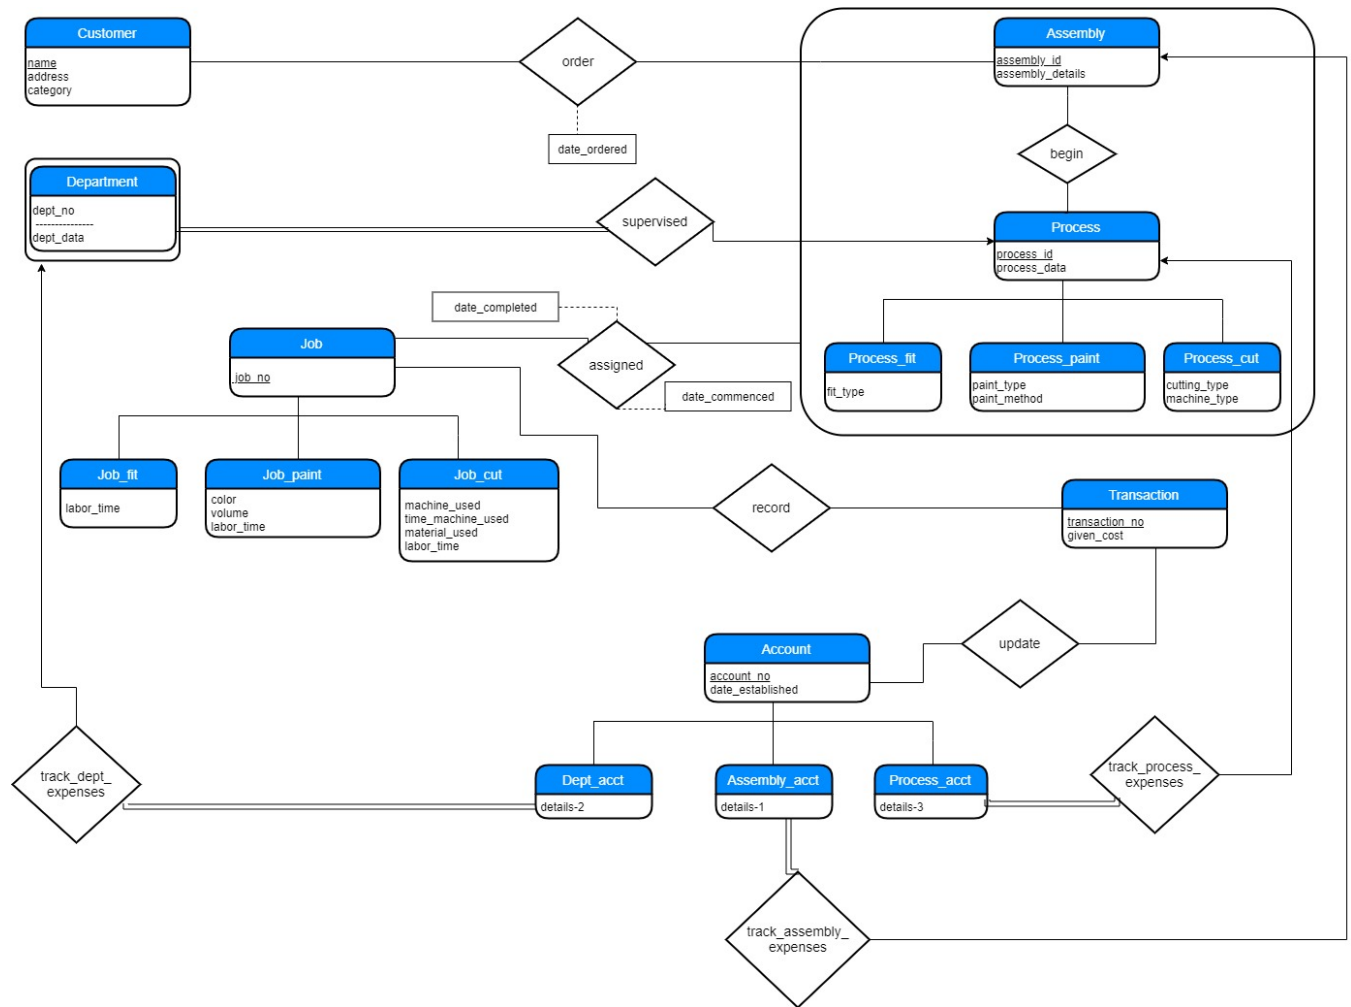 Customer
name
address
category
order
date_ordered
Assembly
assembly_id
assembly_details
begin
Department
dept_no
---------------
dept_data
supervised
Process
process_id
process_data
Process_fit
fit_type
Process_paint
paint_type
paint_method
Process_cut
cutting_type
machine_type
date_completed
assigned
date_commenced
Job
job_no
Job_fit
labor_time
Job_paint
color
volume
labor_time
Job_cut
machine_used
time_machine_used
material_used
labor_time
record
Transaction
transaction_no
given_cost
update
Account
account_no
date_established
track_dept_
expenses
Dept_acct
details-2
Assembly_acct
details-1
Process_acct
details-3
track_process_
expenses
track_assembly_
expenses